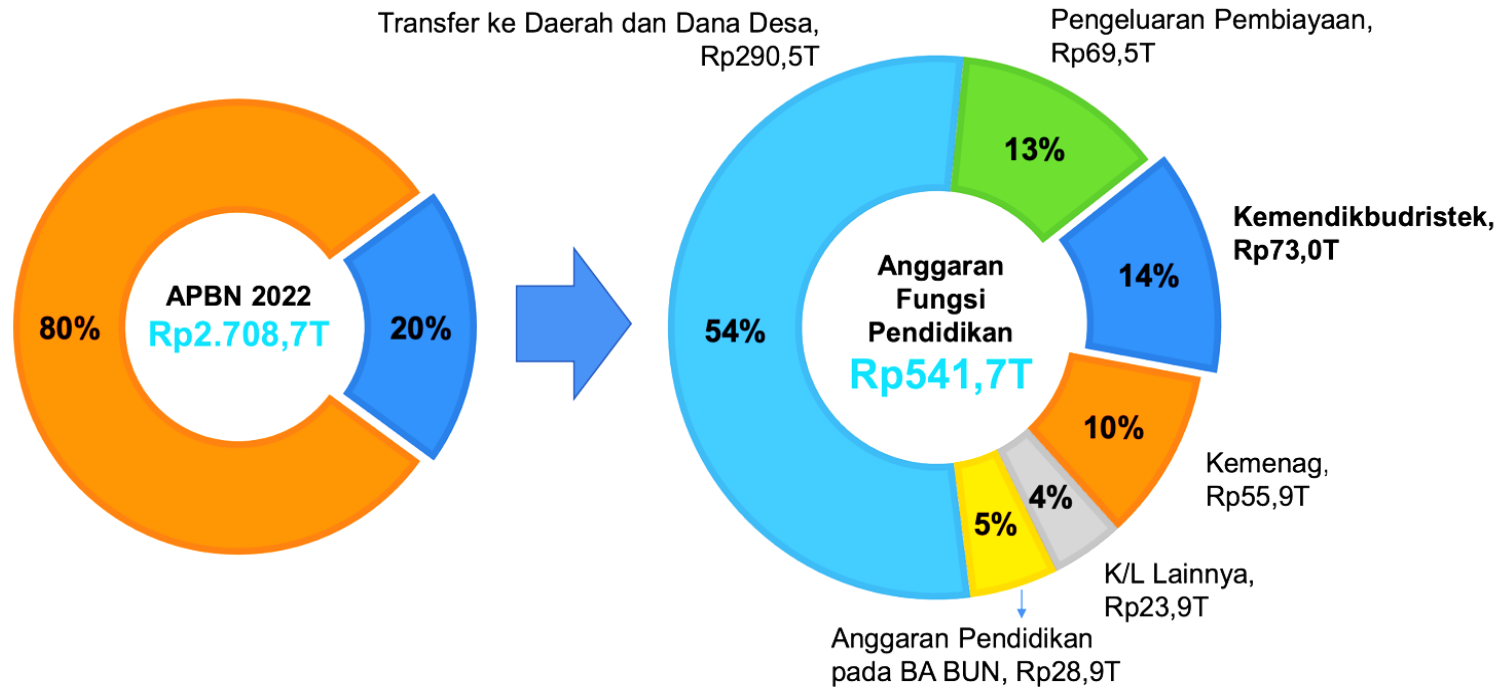 80%
APBN 2022
Rp2.708,7T
20%
Transfer ke Daerah dan Dana Desa,
Rp290,5T
Pengeluaran Pembiayaan,
Rp69,5T
13%
Kemendikbudristek,
Rp73,0T
14%
54%
Anggaran
Fungsi
Pendidikan
Rp541,7T
10%
Kemenag,
Rp55,9T
4%
K/L Lainnya,
Rp23,9T
5%
Anggaran Pendidikan
pada BA BUN, Rp28,9T